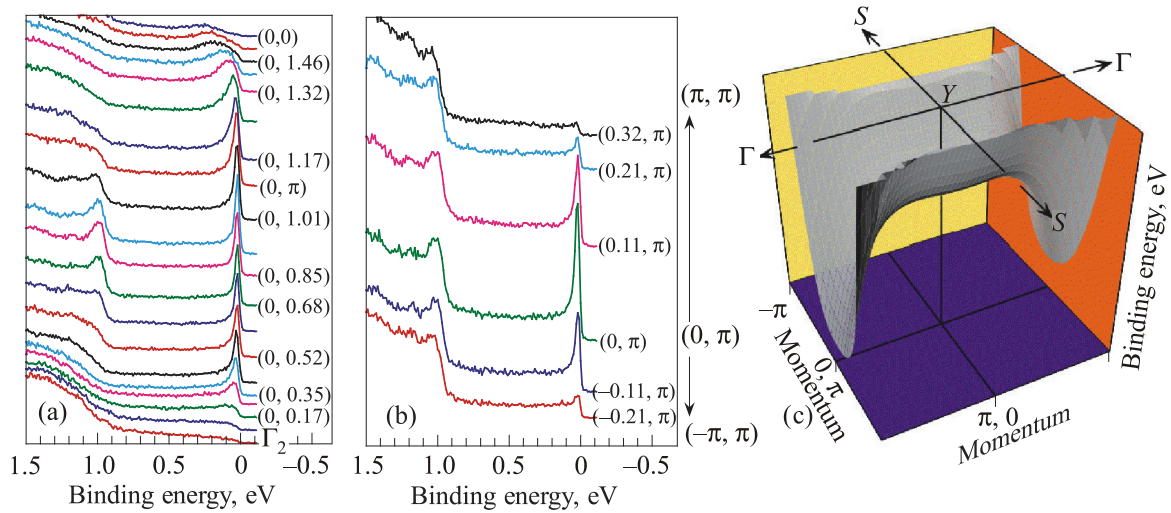 (0,0)
(0, 1.46)
(0, 1.32)
(0, 1.17)
(0, π)
(0, 1.01)
(0, 0.85)
(0, 0.68)
(0, 0.52)
(0, 0.35)
(0, 0.17)
Γ2
(a)
1.5 1.0 0.5 0 −0.5
Binding energy, eV
(0.32, π)
(0.21, π)
(0.11, π)
(0, π)
(−0.11, π)
(−0.21, π)
(b)
1.5 1.0 0.5 0 −0.5
Binding energy, eV
(π, π)
(0, π)
(−π, π)
S
Γ
Y
Γ
S
−π
0, π
Momentum
π, 0
Momentum
Binding energy, eV
(c)